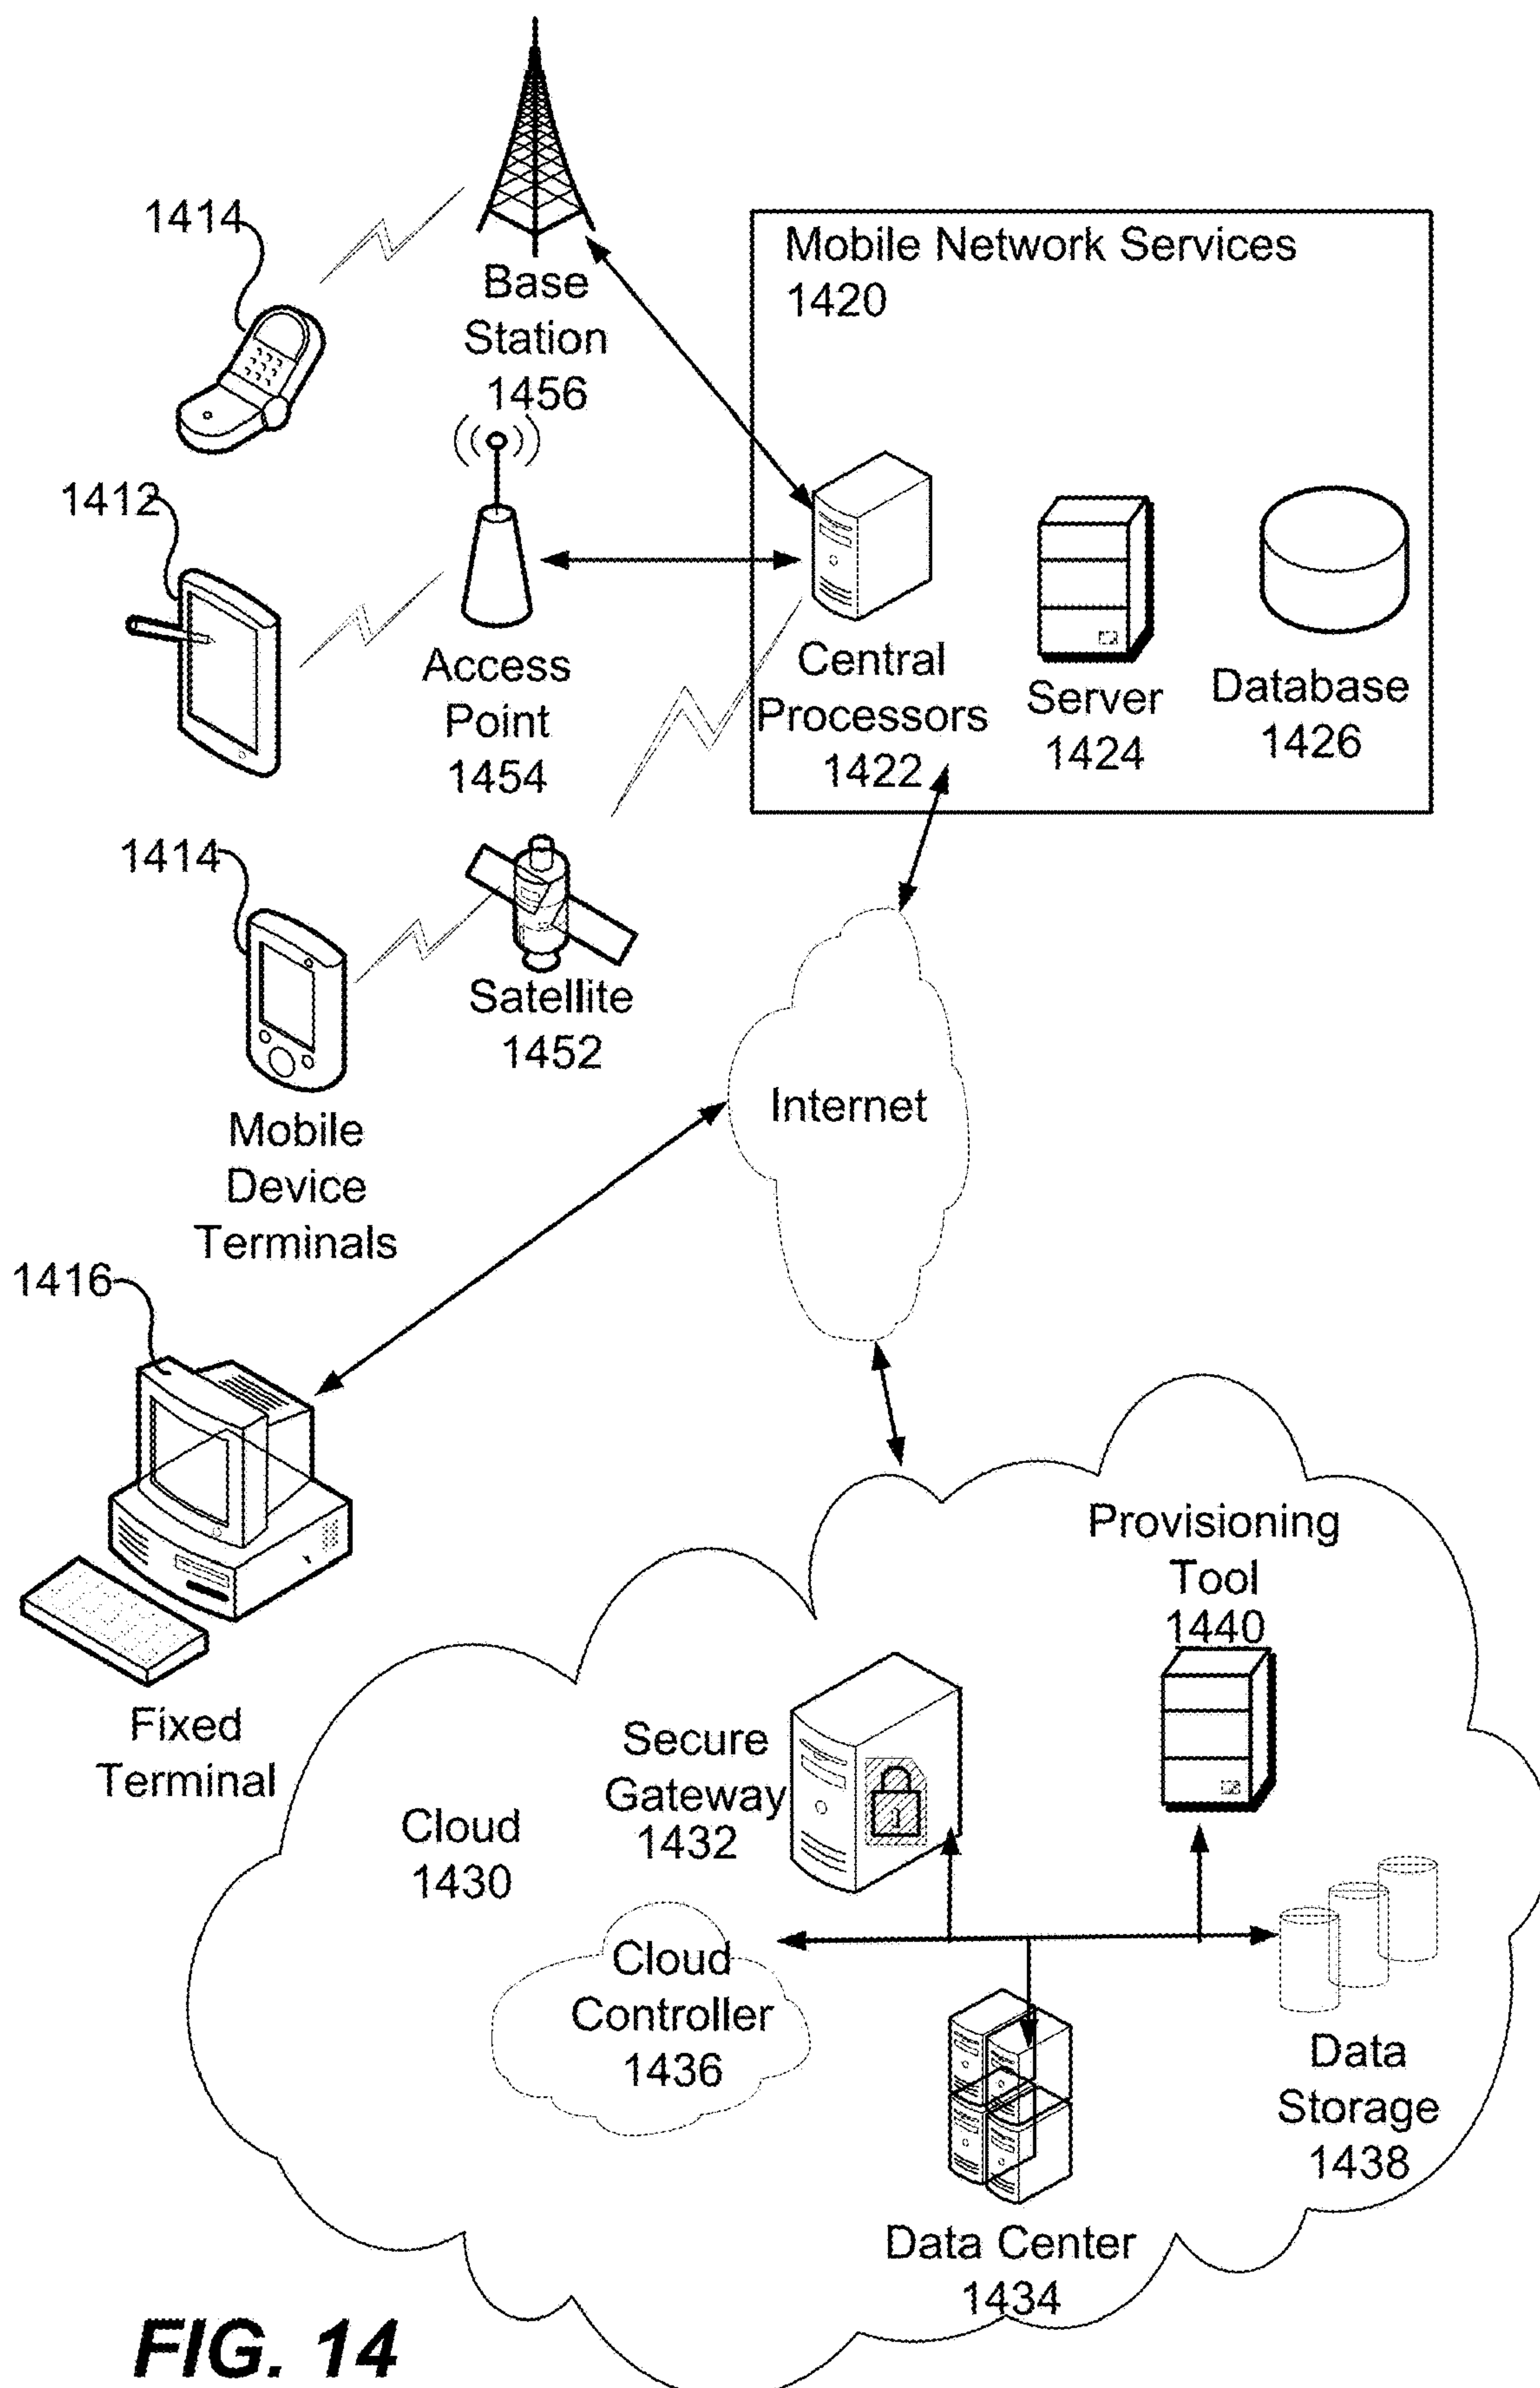 1414
Base
Station
1456
Mobile Network Services
1420
1412
Access
Point
1454
Central
Processors
1422
Server
1424
Database
1426
1414
Satellite
1452
Mobile
Device
Terminals
Internet
1416
Fixed
Terminal
Provisioning
Tool
1440
Secure
Gateway
1432
Cloud
1430
Cloud
Controller
1436
Data
Storage
1438
Data Center
1434
FIG. 14